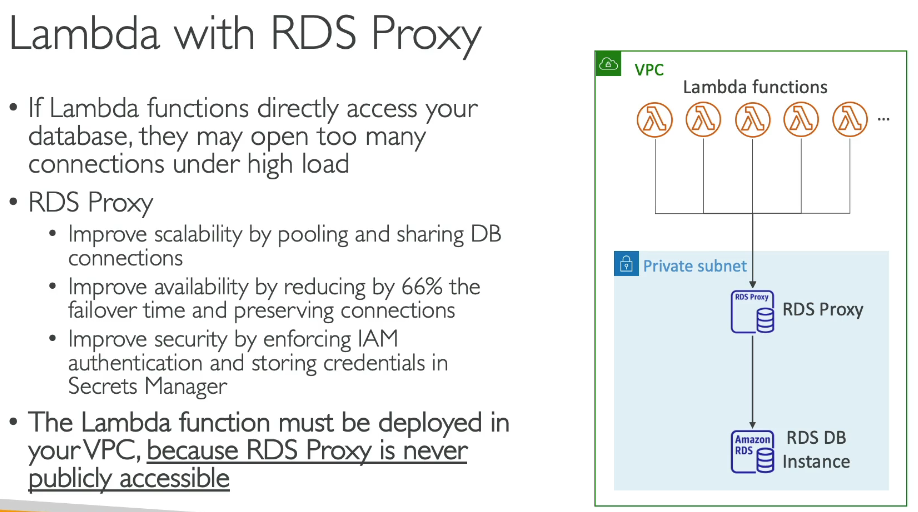 Lambda with RDS Proxy
• If Lambda functions directly access your
database, they may open too many
connections under high load
• RDS Proxy
• Improve scalability by pooling and sharing DB
connections
• Improve availability by reducing by 66% the
failover time and preserving connections
• Improve security by enforcing IAM
authentication and storing credentials in
Secrets Manager
• The Lambda function must be deployed in
your VPC, because RDS Proxy is never
publicly accessible
VPC
Lambda functions
...
Private subnet
RDS Proxy
RDS Proxy
Amazon
RDS
RDS DB
Instance